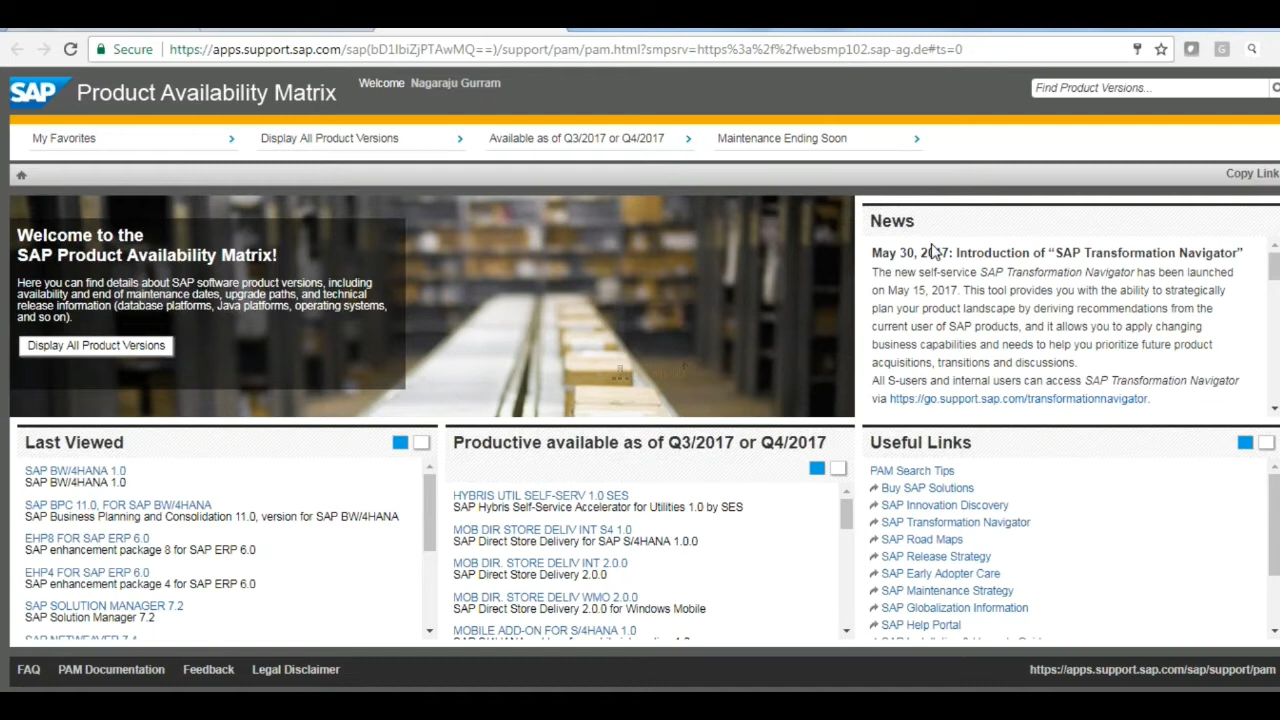 Secure
https://apps.support.sap.com/sap(bD1lbiZjPTAwMQ==)/support/pam/pam.html?smpsrv=https%3a%2f%2fwebsmp102.sap-ag.de#ts=0
SAP Product Availability Matrix
Welcome Nagaraju Gurram
Find Product Versions...
My Favorites
Display All Product Versions
Available as of Q3/2017 or Q4/2017
Maintenance Ending Soon
Copy Link
Welcome to the
SAP Product Availability Matrix!
Here you can find details about SAP software product versions, including
availability and end of maintenance dates, upgrade paths, and technical
release information (database platforms, Java platforms, operating systems,
and so on).
Display All Product Versions
News
May 30, 2017: Introduction of “SAP Transformation Navigator”
The new self-service SAP Transformation Navigator has been launched
on May 15, 2017. This tool provides you with the ability to strategically
plan your product landscape by deriving recommendations from the
current user of SAP products, and it allows you to apply changing
business capabilities and needs to help you prioritize future product
acquisitions, transitions and discussions.
All S-users and internal users can access SAP Transformation Navigator
via https://go.support.sap.com/transformationnavigator.
Last Viewed
SAP BW/4HANA 1.0
SAP BW/4HANA 1.0
SAP BPC 11.0, FOR SAP BW/4HANA
SAP Business Planning and Consolidation 11.0, version for SAP BW/4HANA
EHP8 FOR SAP ERP 6.0
SAP enhancement package 8 for SAP ERP 6.0
EHP4 FOR SAP ERP 6.0
SAP enhancement package 4 for SAP ERP 6.0
SAP SOLUTION MANAGER 7.2
SAP Solution Manager 7.2
SAP NETWEAVER 7.4
Productive available as of Q3/2017 or Q4/2017
HYBRIS UTIL SELF-SERV 1.0 SES
SAP Hybris Self-Service Accelerator for Utilities 1.0 by SES
MOB DIR STORE DELIV INT S4 1.0
SAP Direct Store Delivery for SAP S/4HANA 1.0.0
MOB DIR. STORE DELIV INT 2.0.0
SAP Direct Store Delivery 2.0.0
MOB DIR. STORE DELIV WMO 2.0.0
SAP Direct Store Delivery 2.0.0 for Windows Mobile
MOBILE ADD-ON FOR S/4HANA 1.0
Useful Links
PAM Search Tips
Buy SAP Solutions
SAP Innovation Discovery
SAP Transformation Navigator
SAP Road Maps
SAP Release Strategy
SAP Early Adopter Care
SAP Maintenance Strategy
SAP Globalization Information
SAP Help Portal
FAQ
PAM Documentation
Feedback
Legal Disclaimer
https://apps.support.sap.com/sap/support/pam